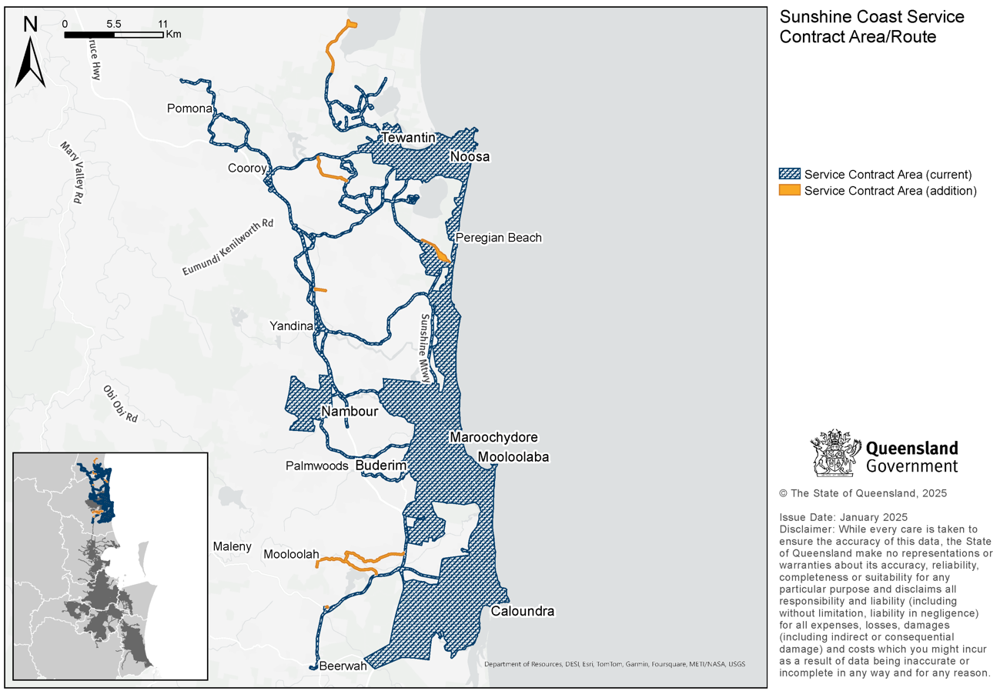 Sunshine Coast Service
Contract Area/Route
N
0 5.5 11
Km
ruce Hwy
Pomona
Mary Valley Rd
Tewantin
Noosa
Cooroy
Eumundi Kenilworth Rd
Peregian Beach
Yandina
Sunshine Mtwy
Obi Obi Rd
Nambour
Maroochydore
Mooloolaba
Palmwoods
Buderim
Maleny
Mooloolah
Caloundra
Beerwah
Department of Resources, DESI, Esri, TomTom, Garmin, Foursquare, METI/NASA, USGS
Service Contract Area (current)
Service Contract Area (addition)
Queensland
Government
© The State of Queensland, 2025
Issue Date: January 2025
Disclaimer: While every care is taken to
ensure the accuracy of this data, the State
of Queensland make no representations or
warranties about its accuracy, reliability,
completeness or suitability for any
particular purpose and disclaims all
responsibility and liability (including
without limitation, liability in negligence)
for all expenses, losses, damages
(including indirect or consequential
damage) and costs which you might incur
as a result of data being inaccurate or
incomplete in any way and for any reason.